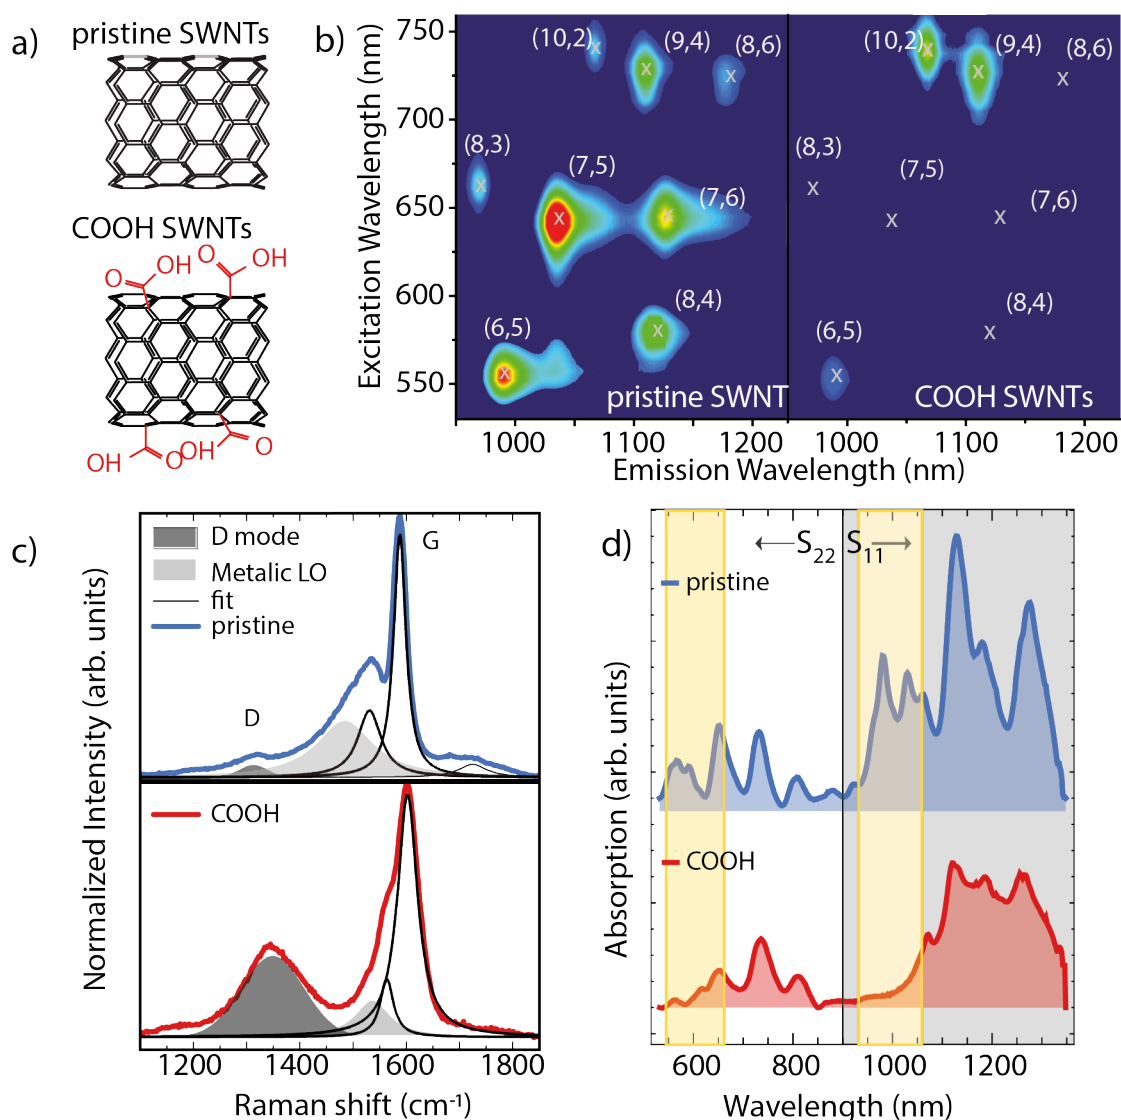 a)
pristine SWNTs
COOH SWNTs
O
OH
O
OH
OH
O
OH
O
b)
Excitation Wavelength (nm)
750
700
650
600
550
(10,2)
(9,4)
(8,6)
(8,3)
(7,5)
(7,6)
(8,4)
(6,5)
pristine SWNT
(10,2)
(9,4)
(8,6)
(8,3)
(7,5)
(7,6)
(8,4)
(6,5)
COOH SWNTs
1000
1100
1200
1000
1100
1200
Emission Wavelength (nm)
c)
Normalized Intensity (arb. units)
D mode
Metalic LO
fit
pristine
G
D
COOH
1200
1400
1600
1800
Raman shift (cm⁻¹)
d)
Absorption (arb. units)
←S₂₂
S₁₁→
pristine
COOH
600
800
1000
1200
Wavelength (nm)